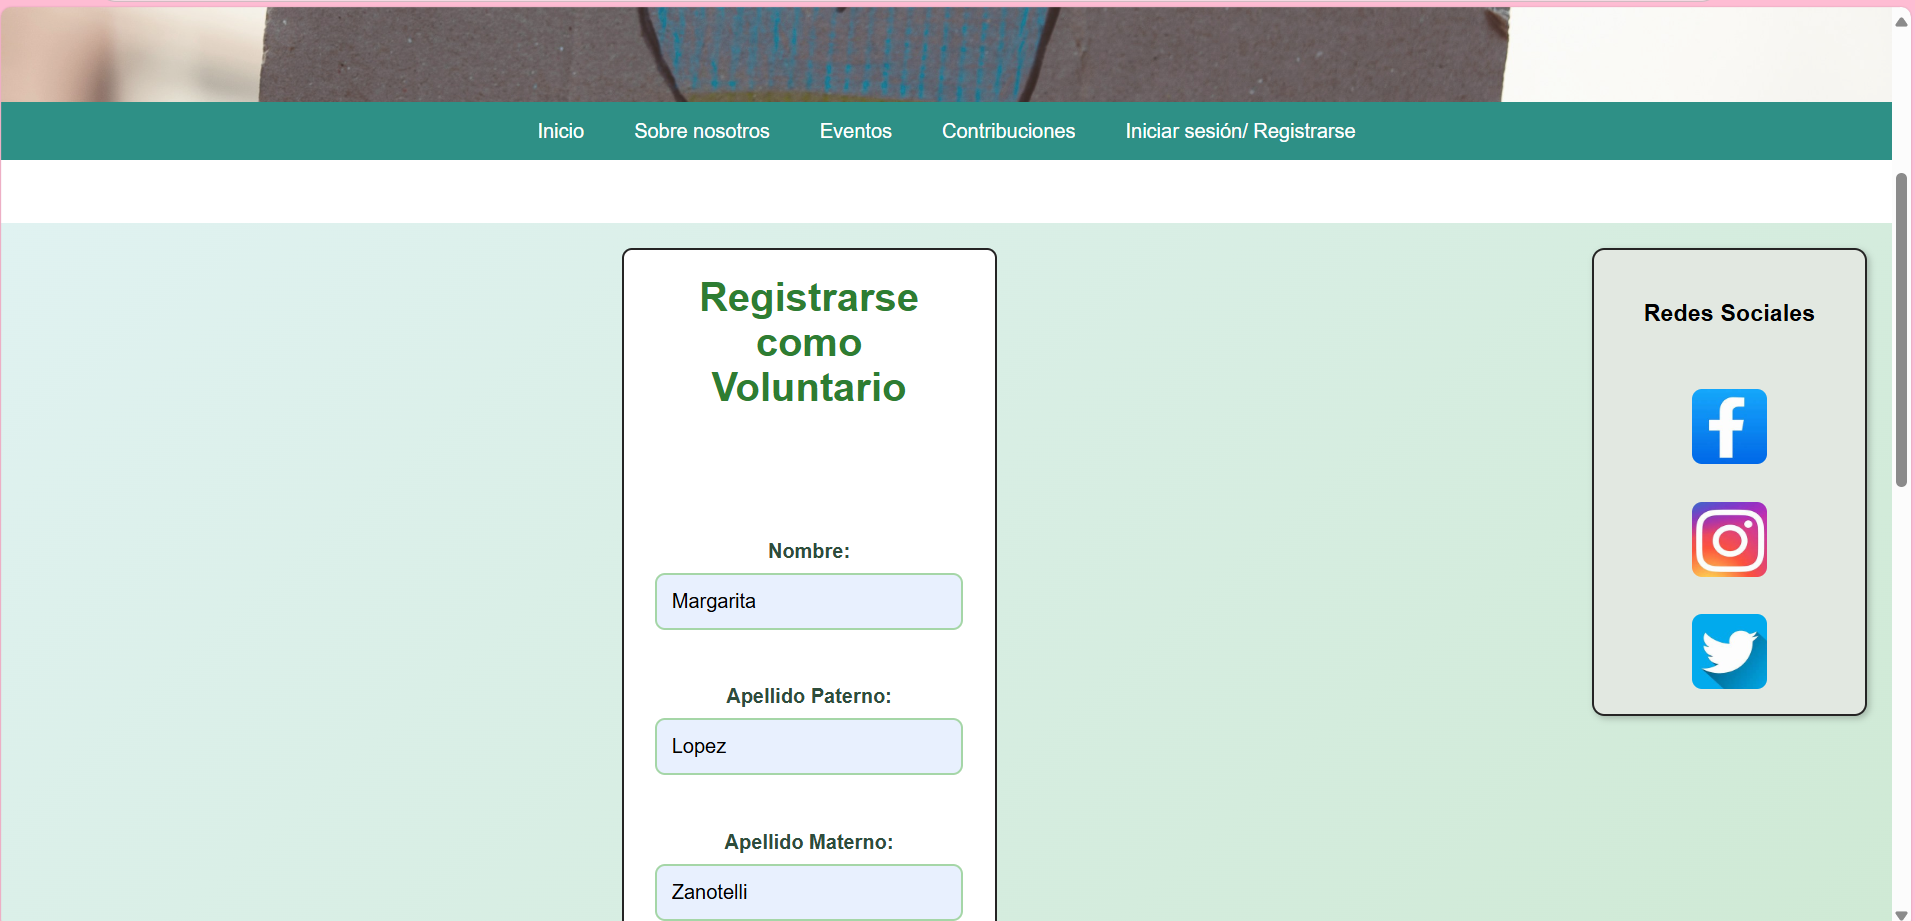 Inicio Sobre nosotros Eventos Contribuciones Iniciar sesión/ Registrarse
Registrarse
como
Voluntario
Nombre:
Margarita
Apellido Paterno:
Lopez
Apellido Materno:
Zanotelli
Redes Sociales